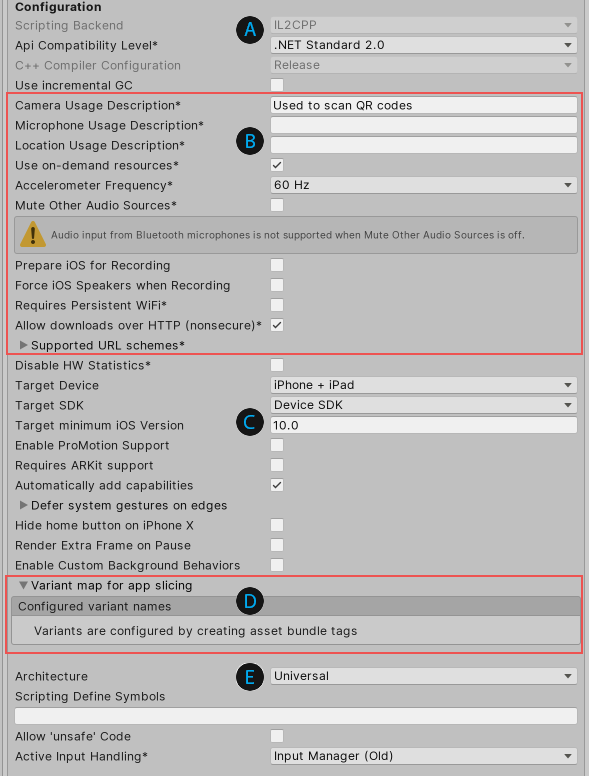 Configuration
Scripting Backend A IL2CPP
Api Compatibility Level* .NET Standard 2.0
C++ Compiler Configuration Release
Use incremental GC
Camera Usage Description* Used to scan QR codes
Microphone Usage Description*
Location Usage Description* B
Use on-demand resources*
Accelerometer Frequency* 60 Hz
Mute Other Audio Sources*
Audio input from Bluetooth microphones is not supported when Mute Other Audio Sources is off.
Prepare iOS for Recording
Force iOS Speakers when Recording
Requires Persistent WiFi*
Allow downloads over HTTP (nonsecure)*
Supported URL schemes*
Disable HW Statistics*
Target Device iPhone + iPad
Target SDK Device SDK
Target minimum iOS Version C 10.0
Enable ProMotion Support
Requires ARKit support
Automatically add capabilities
Defer system gestures on edges
Hide home button on iPhone X
Render Extra Frame on Pause
Enable Custom Background Behaviors
Variant map for app slicing
Configured variant names D
Variants are configured by creating asset bundle tags
Architecture E Universal
Scripting Define Symbols
Allow 'unsafe' Code
Active Input Handling* Input Manager (Old)